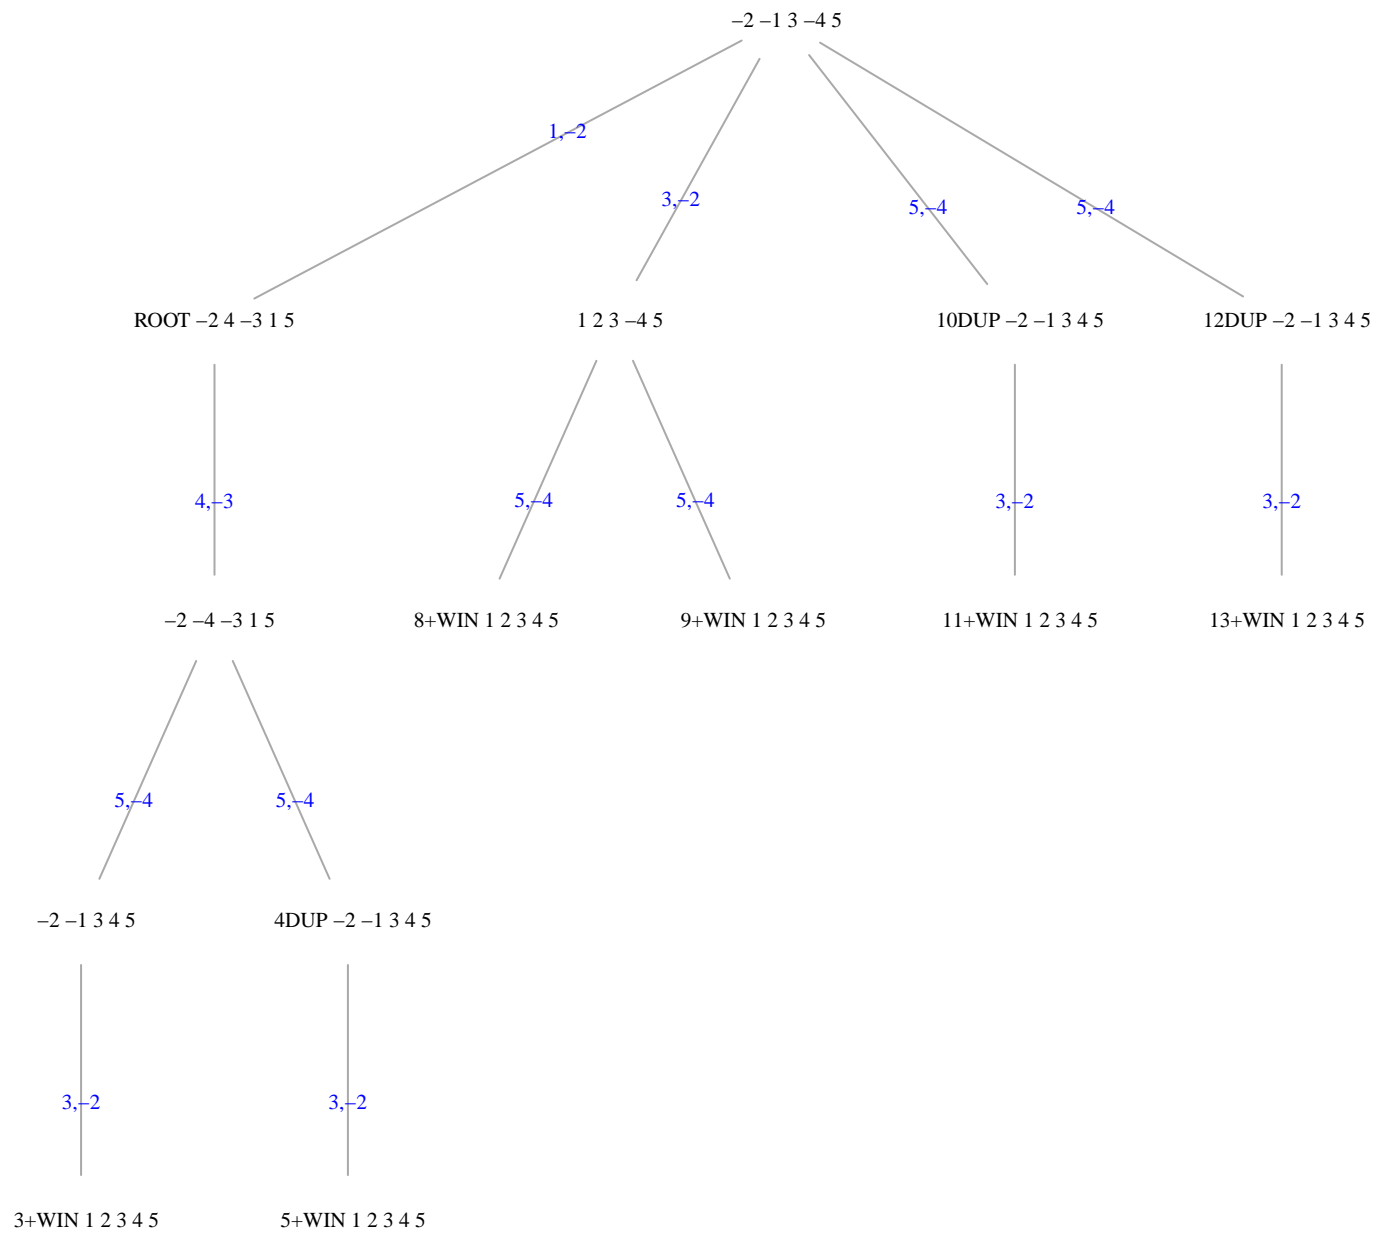 –2 –1 3 –4 5
1,–2
3,–2
5,–4
5,–4
ROOT –2 4 –3 1 5
1 2 3 –4 5
10DUP –2 –1 3 4 5
12DUP –2 –1 3 4 5
4,–3
5,–4
5,–4
3,–2
3,–2
–2 –4 –3 1 5
8+WIN 1 2 3 4 5
9+WIN 1 2 3 4 5
11+WIN 1 2 3 4 5
13+WIN 1 2 3 4 5
5,–4
5,–4
–2 –1 3 4 5
4DUP –2 –1 3 4 5
3,–2
3,–2
3+WIN 1 2 3 4 5
5+WIN 1 2 3 4 5